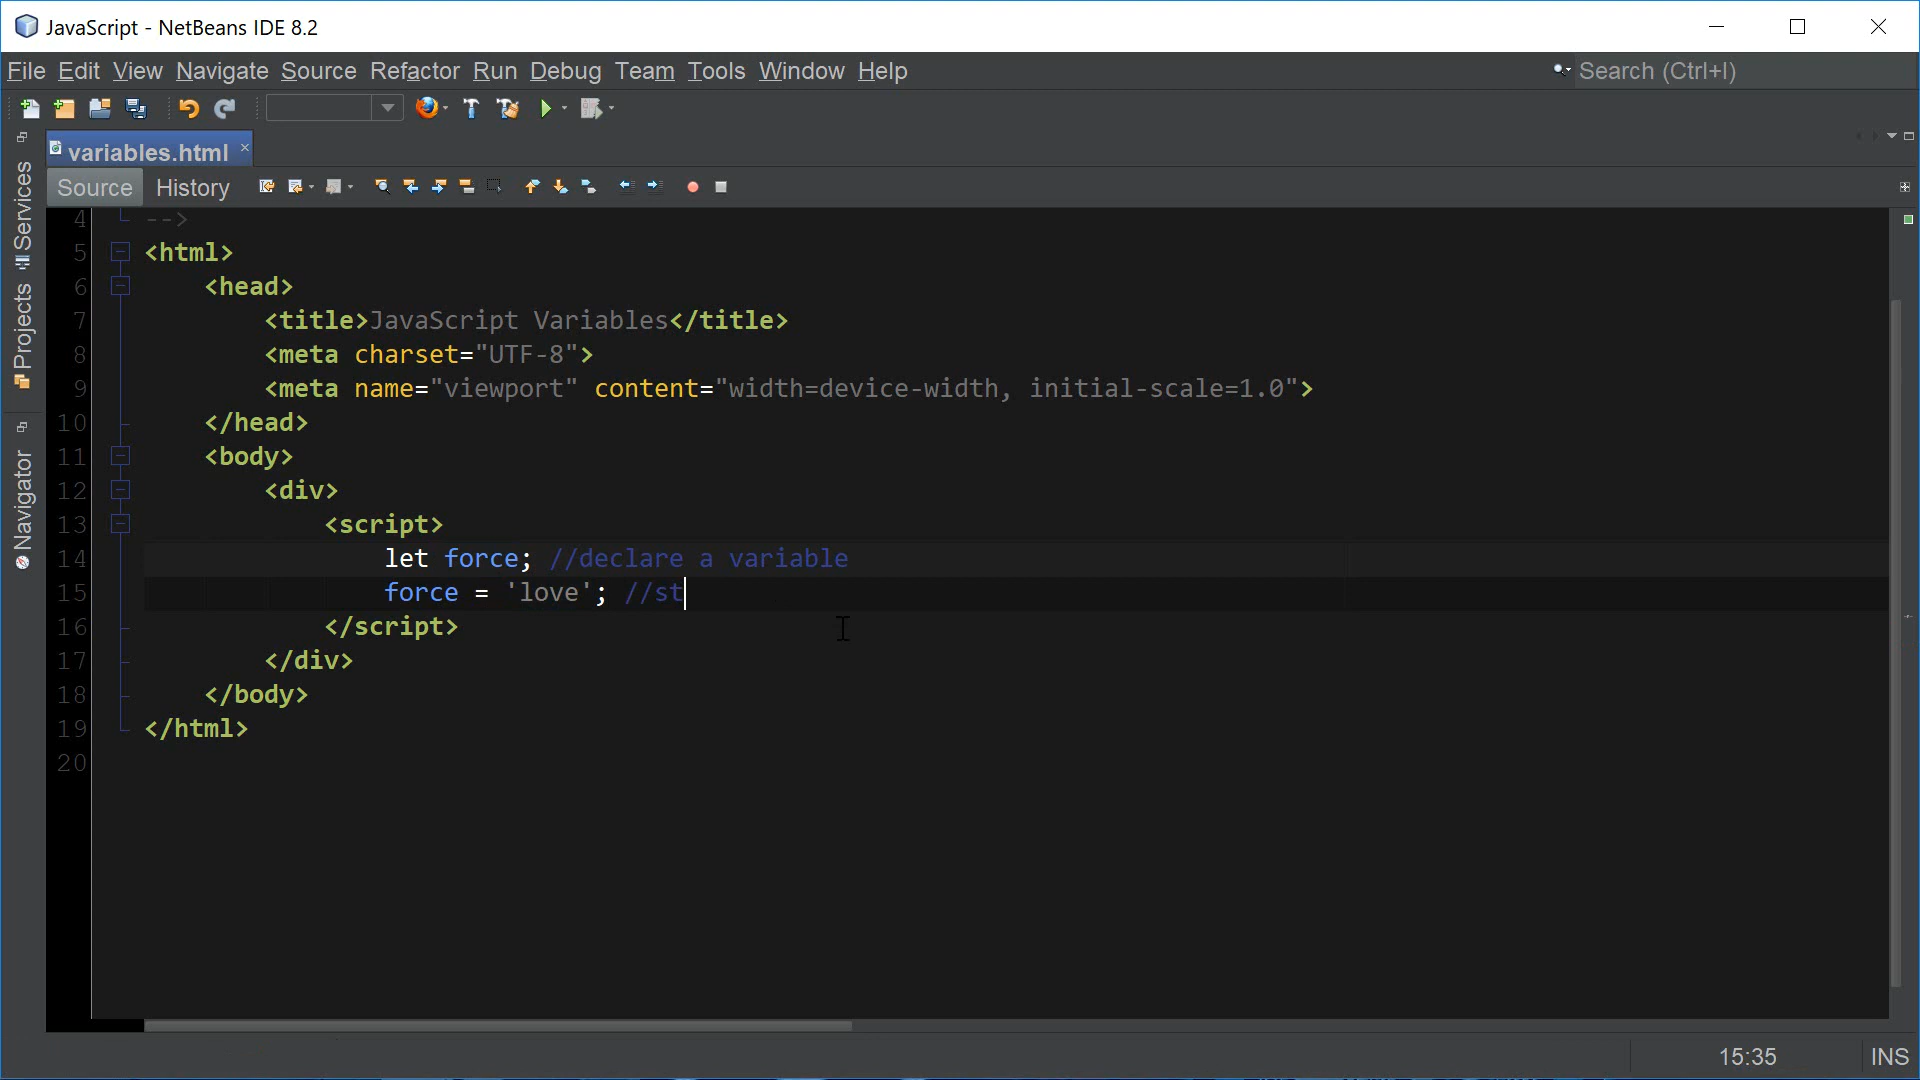 JavaScript - NetBeans IDE 8.2
File Edit View Navigate Source Refactor Run Debug Team Tools Window Help
Search (Ctrl+I)
variables.html
Source History
Services
Projects
Navigator
4 -->
5 <html>
6 <head>
7 <title>JavaScript Variables</title>
8 <meta charset="UTF-8">
9 <meta name="viewport" content="width=device-width, initial-scale=1.0">
10 </head>
11 <body>
12 <div>
13 <script>
14 let force; //declare a variable
15 force = 'love'; //st
16 </script>
17 </div>
18 </body>
19 </html>
20
15:35 INS